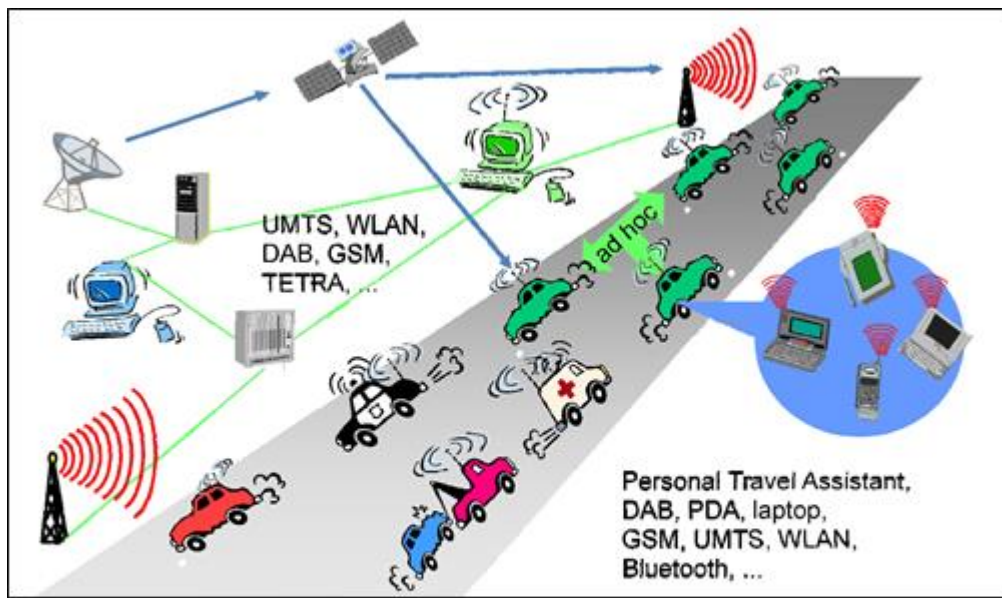 UMTS, WLAN,
DAB, GSM,
TETRA, ...
ad hoc
Personal Travel Assistant,
DAB, PDA, laptop,
GSM, UMTS, WLAN,
Bluetooth, ...